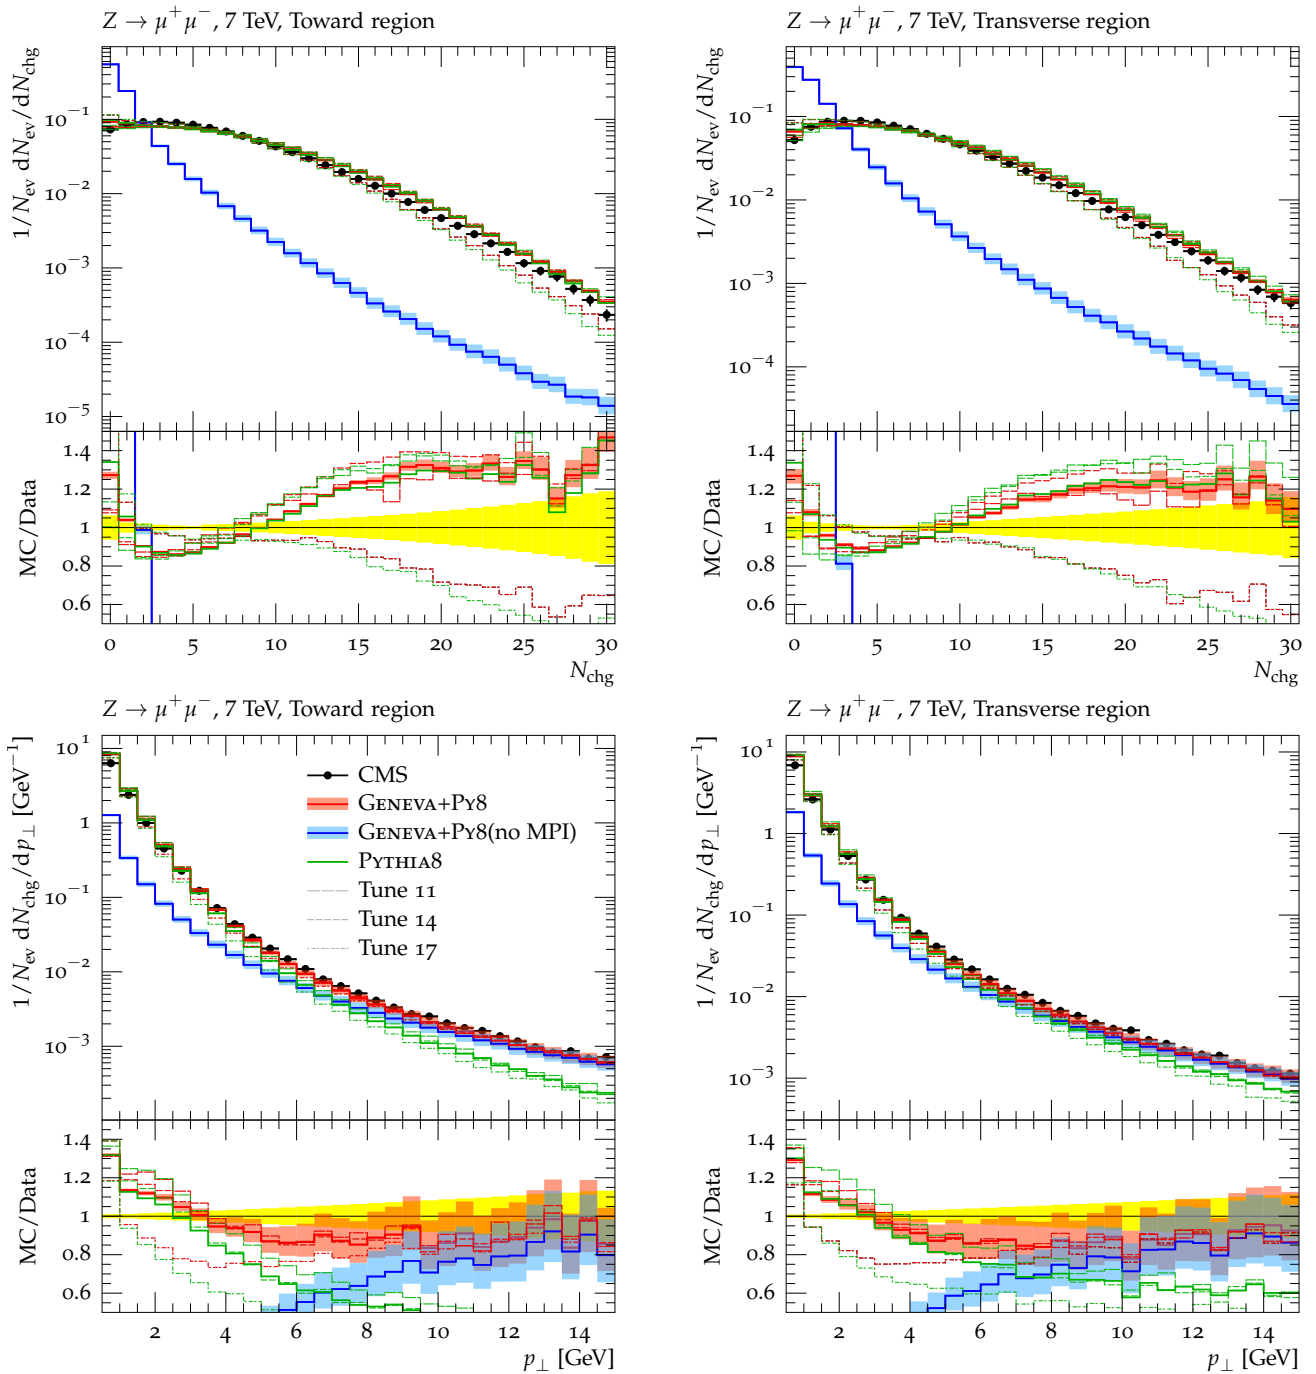 Z → μ⁺μ⁻, 7 TeV, Toward region
1/N_ev dN_ev/dN_chg
10⁻¹
10⁻²
10⁻³
10⁻⁴
10⁻⁵
MC/Data
1.4
1.2
1
0.8
0.6
0 5 10 15 20 25 30
N_chg
Z → μ⁺μ⁻, 7 TeV, Transverse region
1/N_ev dN_ev/dN_chg
10⁻¹
10⁻²
10⁻³
10⁻⁴
MC/Data
1.4
1.2
1
0.8
0.6
0 5 10 15 20 25 30
N_chg
Z → μ⁺μ⁻, 7 TeV, Toward region
1/N_ev dN_chg/dp_⊥ [GeV⁻¹]
10¹
1
10⁻¹
10⁻²
10⁻³
CMS
GENEVA+PY8
GENEVA+PY8(no MPI)
PYTHIA8
Tune 11
Tune 14
Tune 17
MC/Data
1.4
1.2
1
0.8
0.6
2 4 6 8 10 12 14
p_⊥ [GeV]
Z → μ⁺μ⁻, 7 TeV, Transverse region
1/N_ev dN_chg/dp_⊥ [GeV⁻¹]
10¹
1
10⁻¹
10⁻²
10⁻³
MC/Data
1.4
1.2
1
0.8
0.6
2 4 6 8 10 12 14
p_⊥ [GeV]